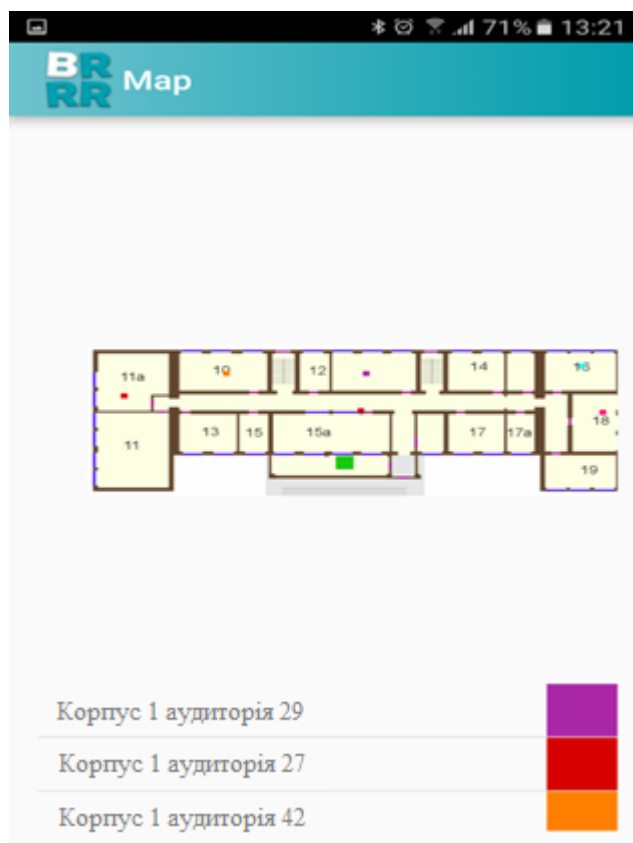 71% 13:21
BR
RR
Map
11a 10 12 14 16
18
11 13 15 15a 17 17a
19
Корпус 1 аудиторія 29
Корпус 1 аудиторія 27
Корпус 1 аудиторія 42